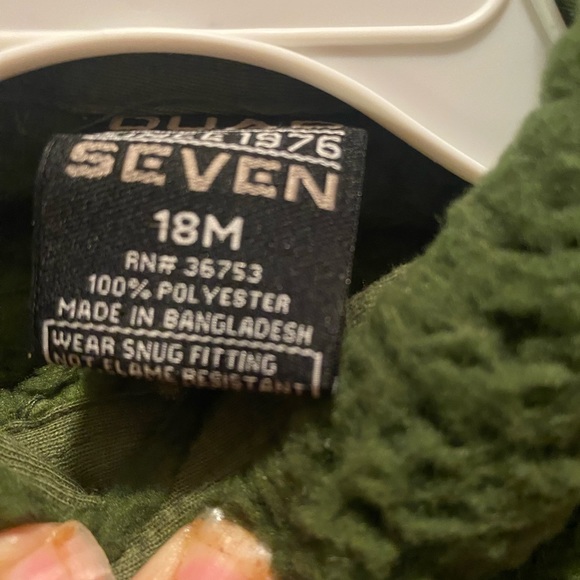 SINCE 1976
SEVEN
18M
RN# 36753
100% POLYESTER
MADE IN BANGLADESH
WEAR SNUG FITTING
NOT FLAME RESISTANT